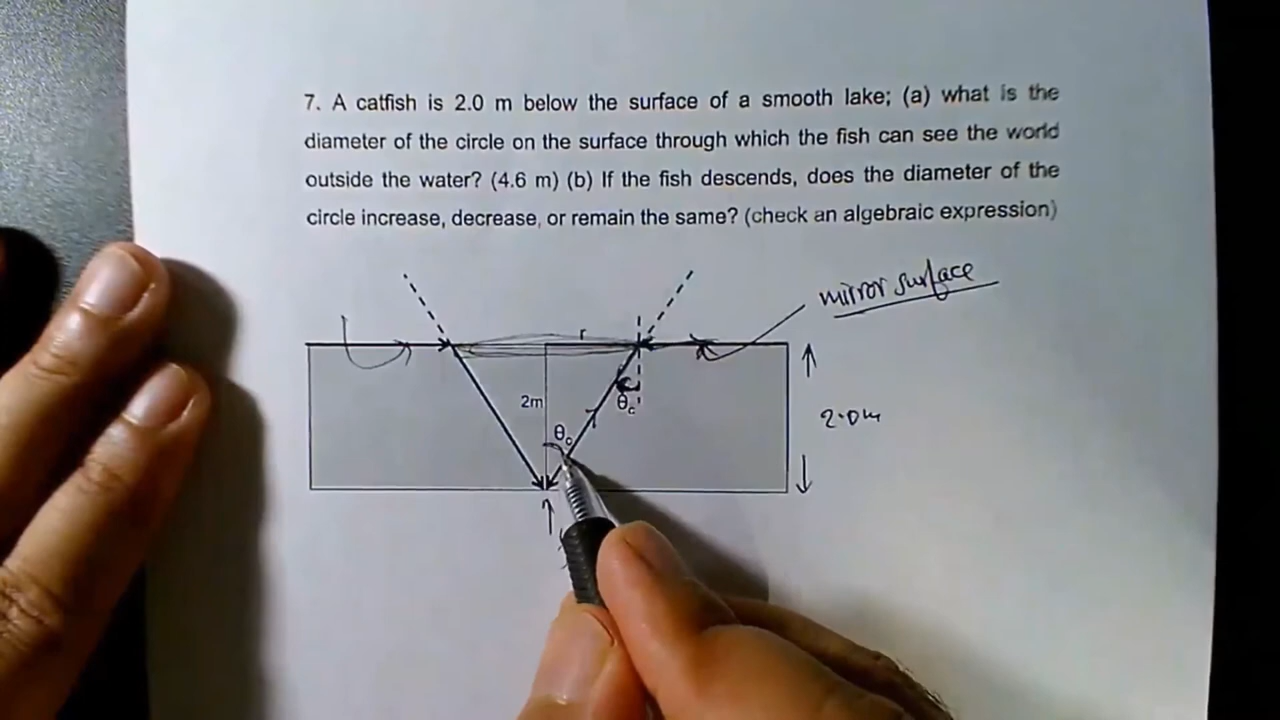 7. A catfish is 2.0 m below the surface of a smooth lake; (a) what is the
diameter of the circle on the surface through which the fish can see the world
outside the water? (4.6 m) (b) If the fish descends, does the diameter of the
circle increase, decrease, or remain the same? (check an algebraic expression)
mirror surface
r
2m
θc
θc
2.0m